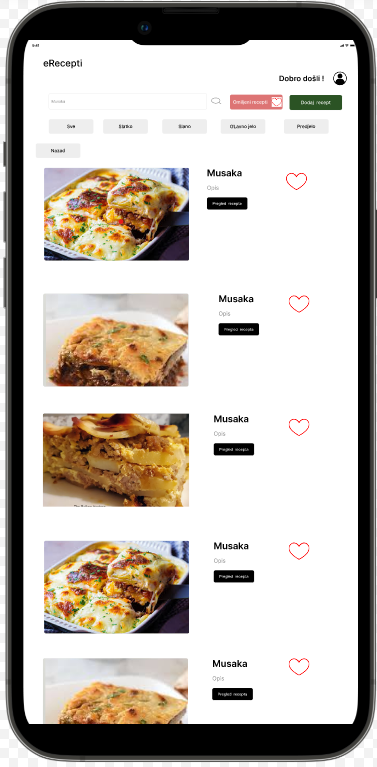 9:41
eRecepti
Dobro došli !
Musaka
Omiljeni recepti
Dodaj recept
Sve
Slatko
Slano
GLavno jelo
Predjelo
Nazad
Musaka
Opis
Pregled recepta
Musaka
Opis
Pregled recepta
Musaka
Opis
Pregled recepta
Musaka
Opis
Pregled recepta
Musaka
Opis
Pregled recepta